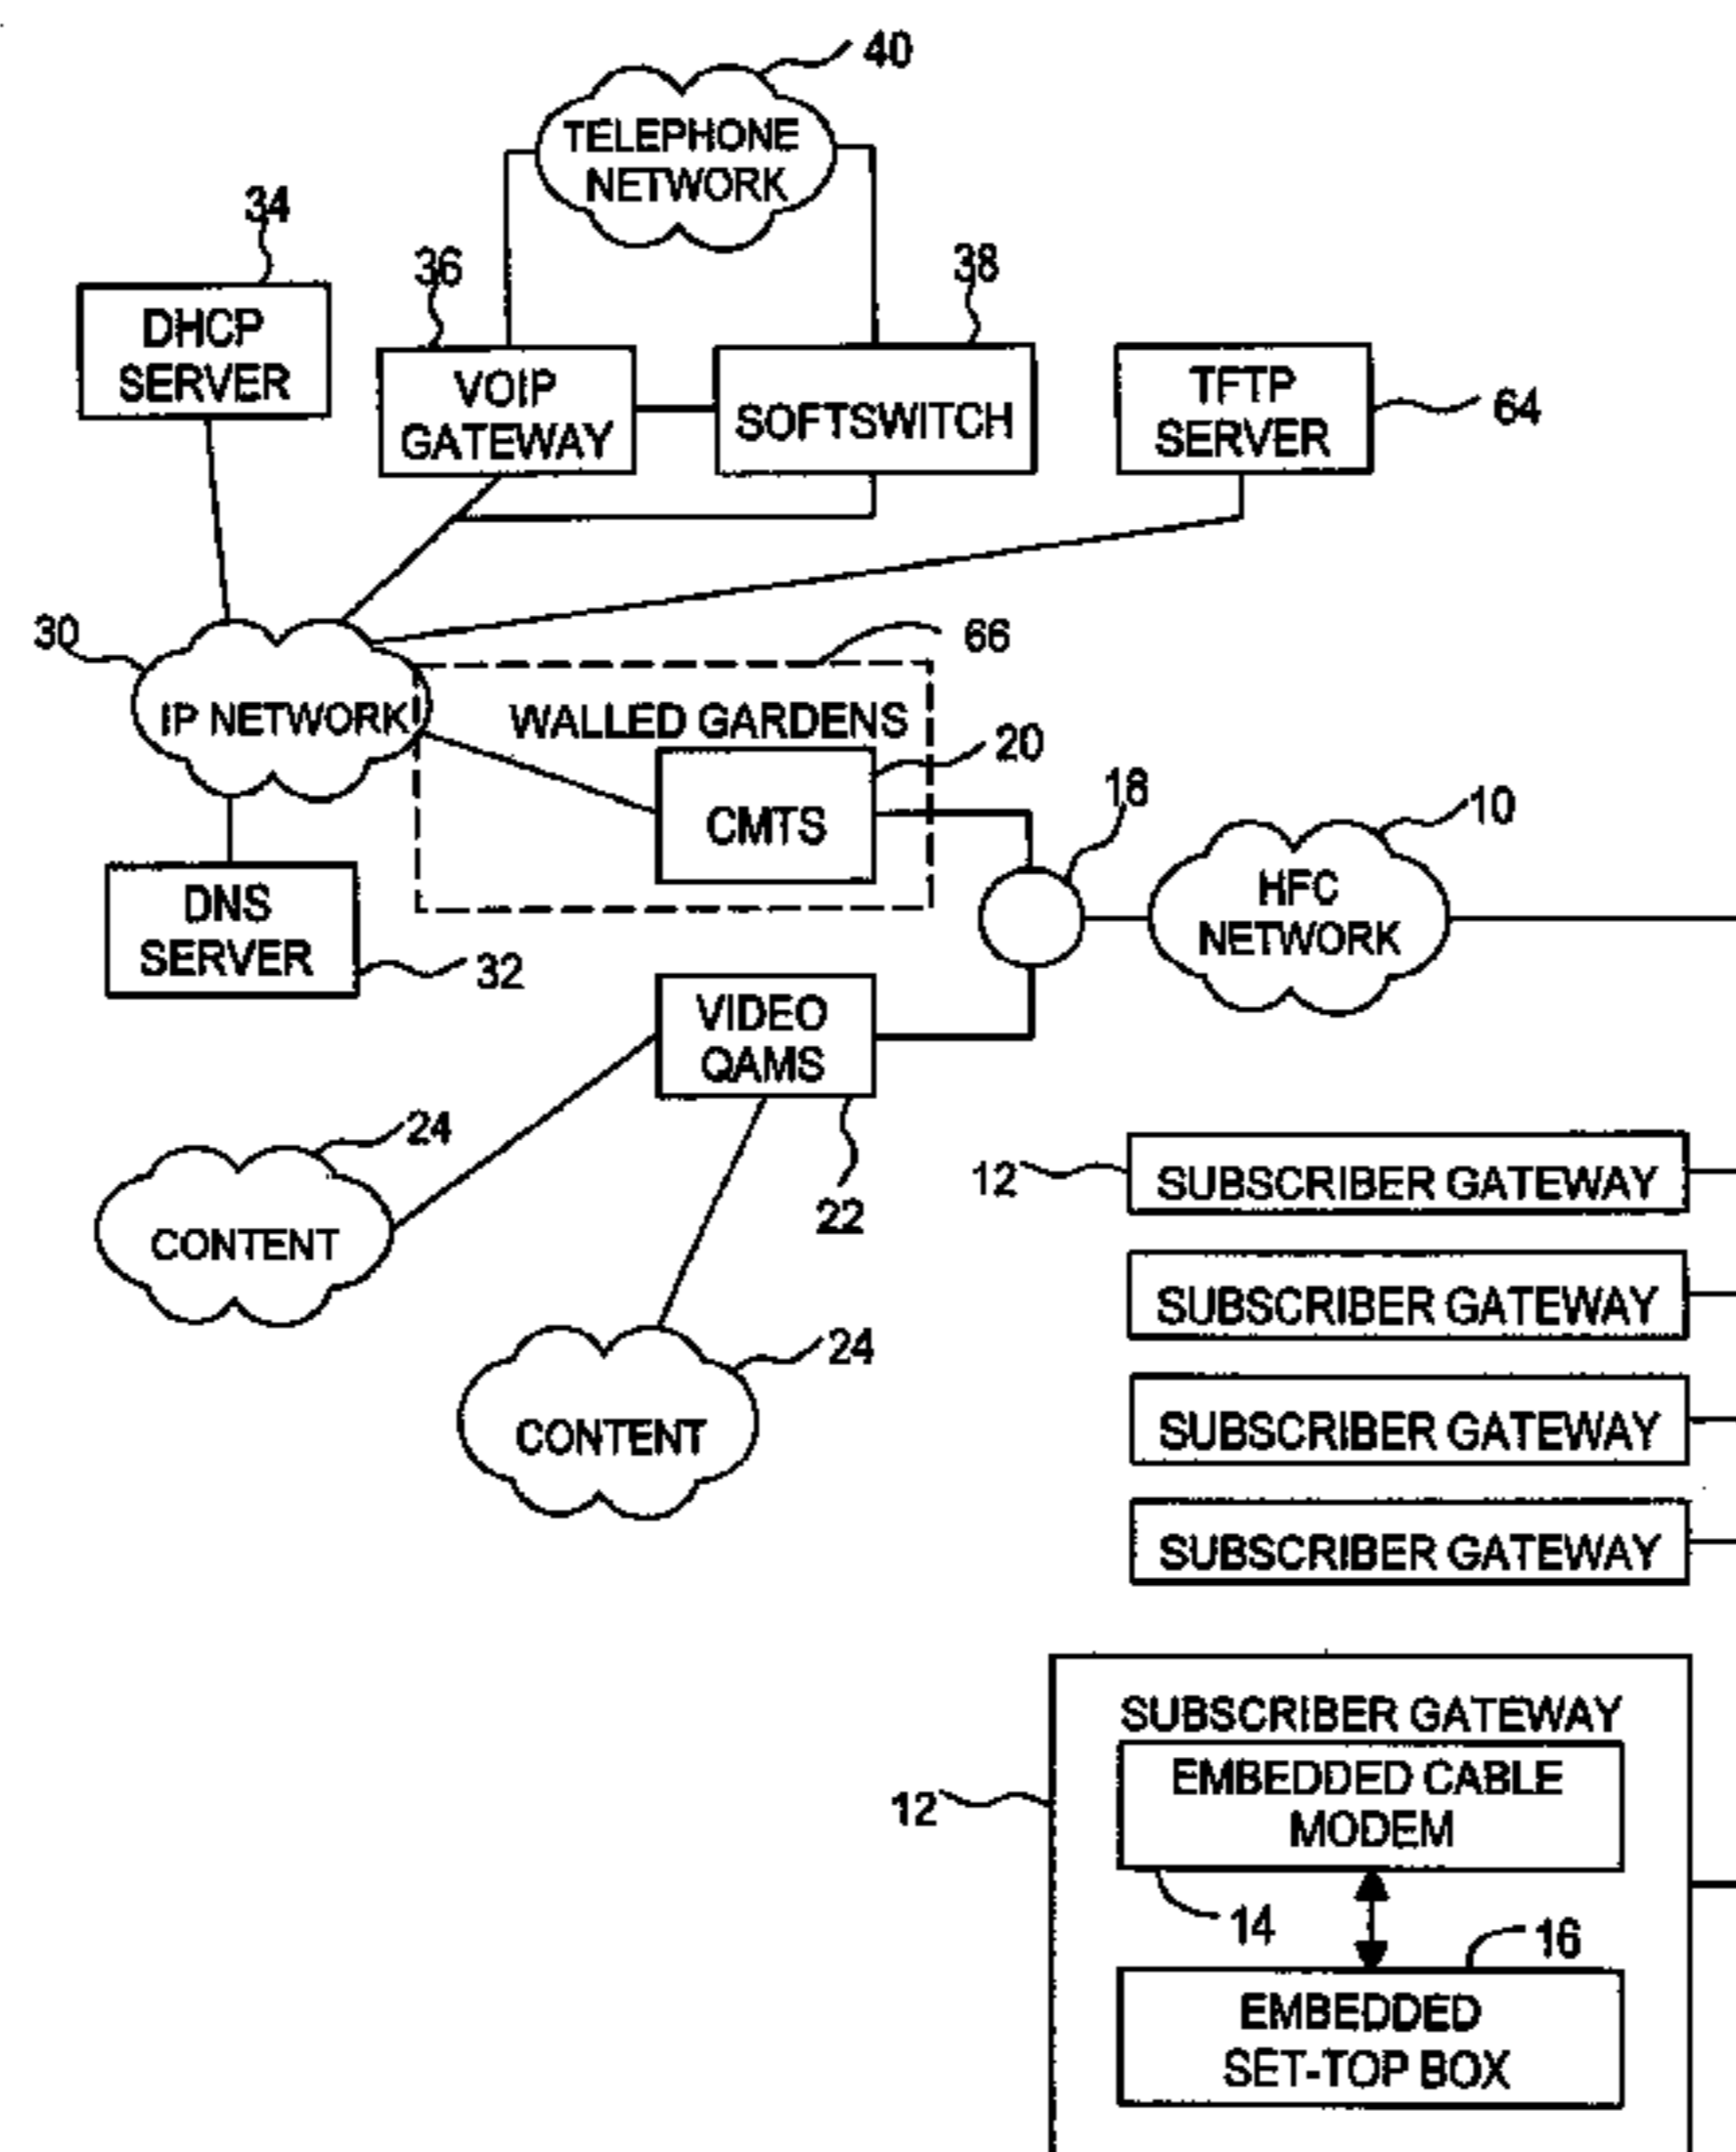 40
TELEPHONE
NETWORK
34
36
38
DHCP
SERVER
VOIP
GATEWAY
SOFTSWITCH
TFTP
SERVER
64
30
66
IP NETWORK
WALLED GARDENS
20
CMTS
18
10
HFC
NETWORK
DNS
SERVER
32
VIDEO
QAMS
22
24
CONTENT
24
CONTENT
12
SUBSCRIBER GATEWAY
SUBSCRIBER GATEWAY
SUBSCRIBER GATEWAY
SUBSCRIBER GATEWAY
SUBSCRIBER GATEWAY
12
EMBEDDED CABLE
MODEM
14
16
EMBEDDED
SET-TOP BOX